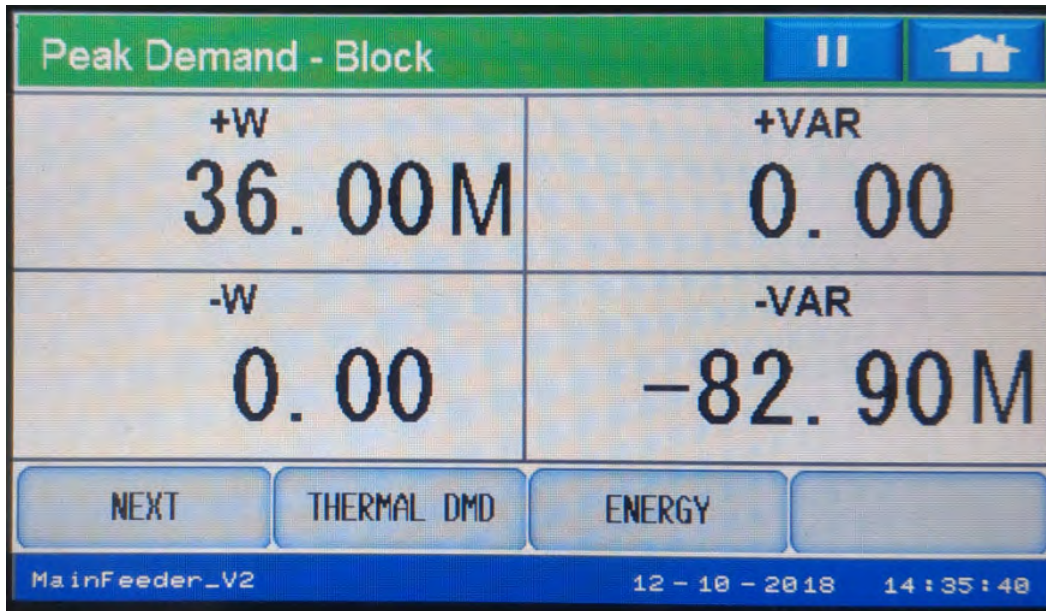 Peak Demand - Block
+W
36.00M
+VAR
0.00
-W
0.00
-VAR
-82.90M
NEXT
THERMAL DMD
ENERGY
MainFeeder_V2
12-10-2018 14:35:40